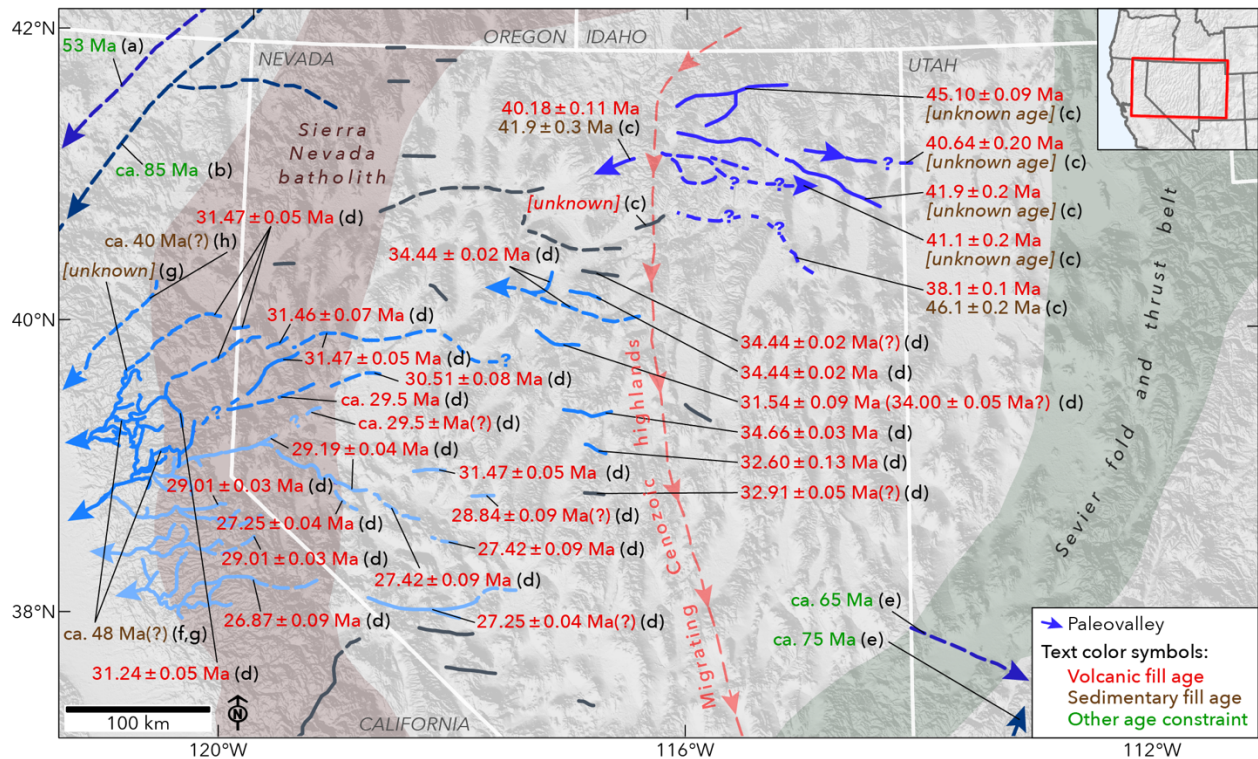 42°N
OREGON
IDAHO
53 Ma (a)
NEVADA
UTAH
45.10 ± 0.09 Ma
[unknown age] (c)
40.18 ± 0.11 Ma
41.9 ± 0.3 Ma (c)
Sierra
Nevada
batholith
40.64 ± 0.20 Ma
[unknown age] (c)
ca. 85 Ma (b)
?
?
?
41.9 ± 0.2 Ma
[unknown age] (c)
31.47 ± 0.05 Ma (d)
[unknown] (c)
?
?
41.1 ± 0.2 Ma
[unknown age] (c)
ca. 40 Ma(?) (h)
[unknown] (g)
34.44 ± 0.02 Ma (d)
38.1 ± 0.1 Ma
46.1 ± 0.2 Ma (c)
40°N
31.46 ± 0.07 Ma (d)
34.44 ± 0.02 Ma(?) (d)
31.47 ± 0.05 Ma (d)
?
34.44 ± 0.02 Ma (d)
30.51 ± 0.08 Ma (d)
ca. 29.5 Ma (d)
31.54 ± 0.09 Ma (34.00 ± 0.05 Ma?) (d)
?
?
ca. 29.5 ± Ma(?) (d)
34.66 ± 0.03 Ma (d)
29.19 ± 0.04 Ma (d)
32.60 ± 0.13 Ma (d)
31.47 ± 0.05 Ma (d)
29.01 ± 0.03 Ma (d)
32.91 ± 0.05 Ma(?) (d)
27.25 ± 0.04 Ma (d)
28.84 ± 0.09 Ma(?) (d)
29.01 ± 0.03 Ma (d)
27.42 ± 0.09 Ma (d)
27.42 ± 0.09 Ma (d)
Migrating Cenozoic highlands
Sevier fold and thrust belt
38°N
26.87 ± 0.09 Ma (d)
27.25 ± 0.04 Ma(?) (d)
ca. 65 Ma (e)
ca. 48 Ma(?) (f,g)
ca. 75 Ma (e)
31.24 ± 0.05 Ma (d)
Paleovalley
Text color symbols:
Volcanic fill age
Sedimentary fill age
Other age constraint
100 km
N
CALIFORNIA
120°W
116°W
112°W